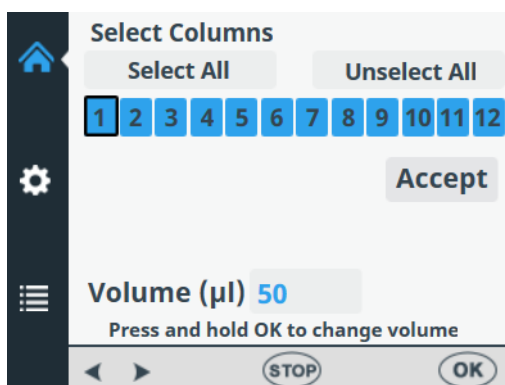 Select Columns
Select All Unselect All
1 2 3 4 5 6 7 8 9 10 11 12
Accept
Volume (µl) 50
Press and hold OK to change volume
STOP OK